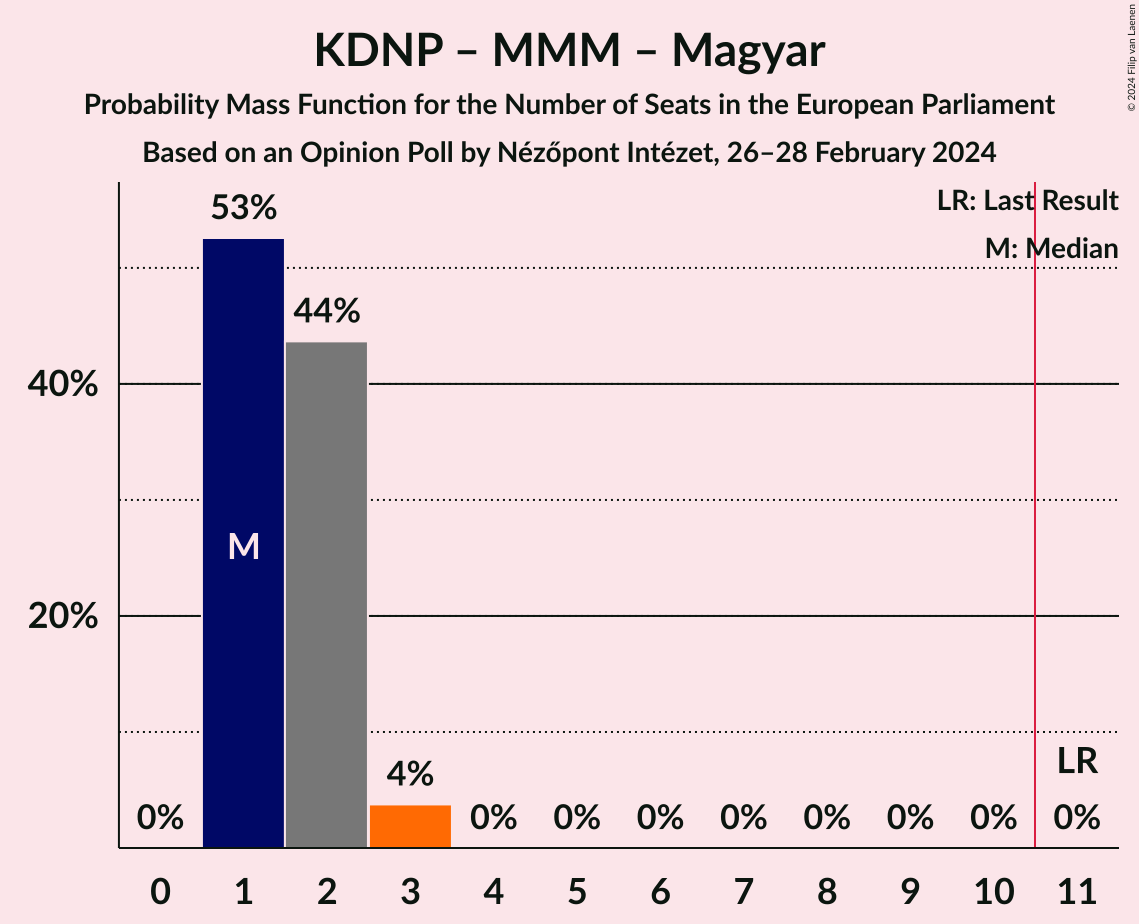 KDNP – MMM – Magyar
Probability Mass Function for the Number of Seats in the European Parliament
Based on an Opinion Poll by Nézőpont Intézet, 26–28 February 2024
© 2024 Filip van Laenen
LR: Last Result
M: Median
53%
44%
40%
M
20%
4%
LR
0% 0% 0% 0% 0% 0% 0% 0% 0%
0 1 2 3 4 5 6 7 8 9 10 11